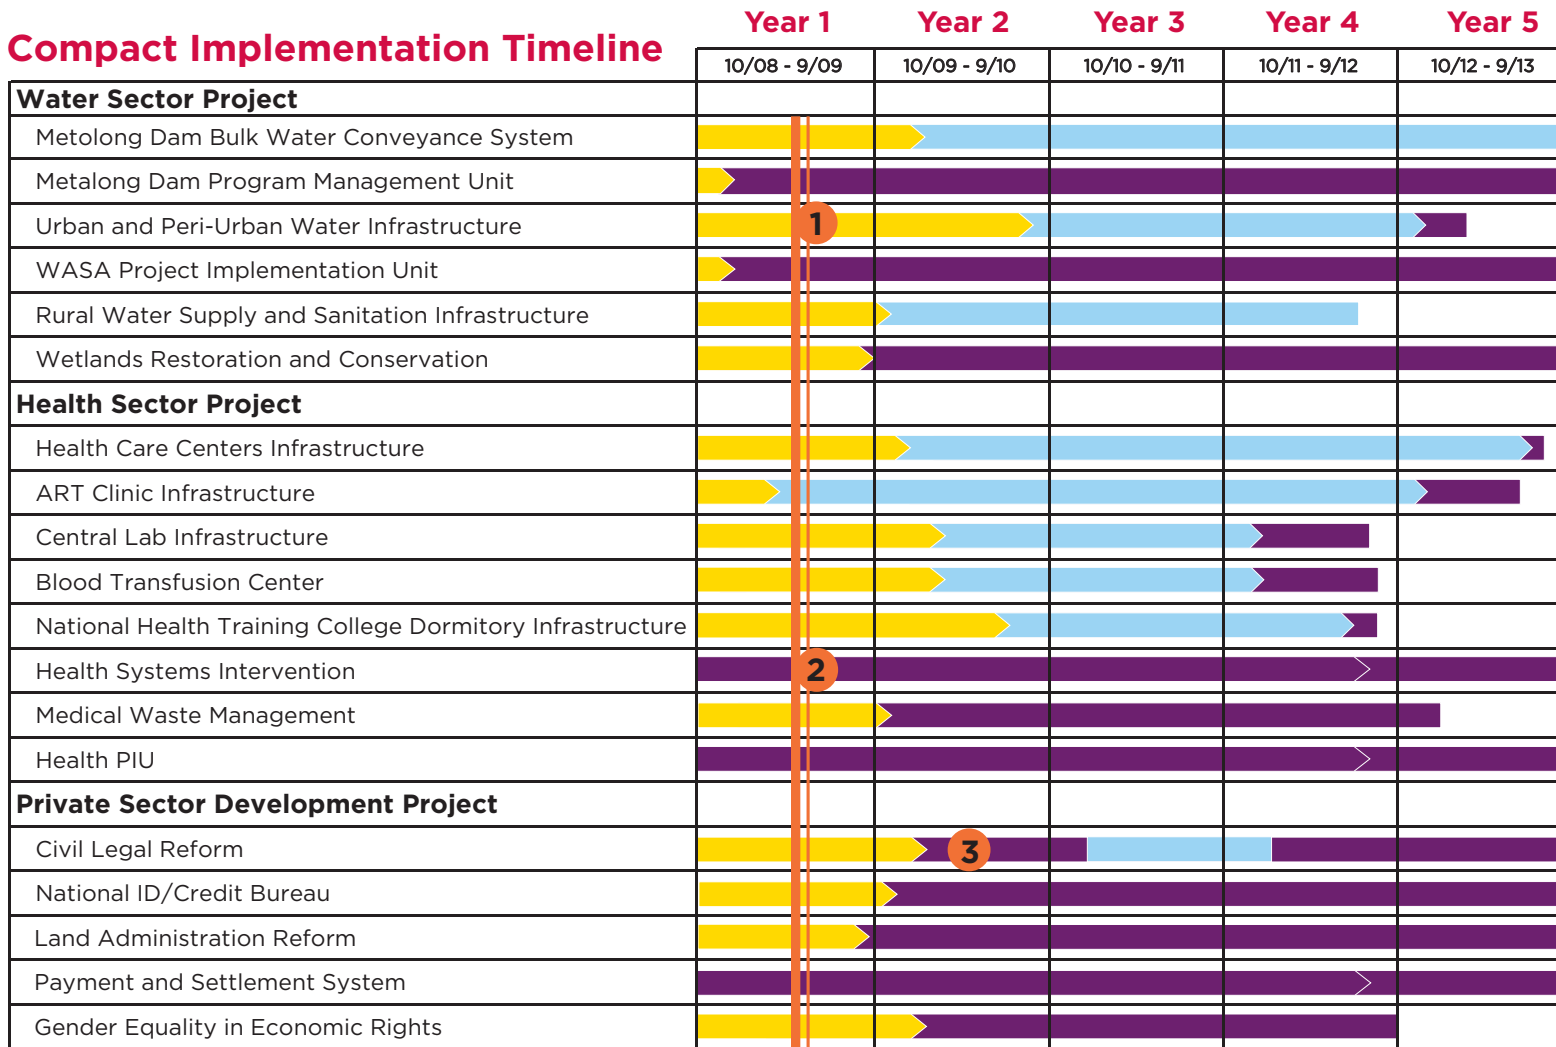 Compact Implementation Timeline
Year 1 Year 2 Year 3 Year 4 Year 5
10/08 - 9/09 10/09 - 9/10 10/10 - 9/11 10/11 - 9/12 10/12 - 9/13
Water Sector Project
Metolong Dam Bulk Water Conveyance System
Metalong Dam Program Management Unit
Urban and Peri-Urban Water Infrastructure 1
WASA Project Implementation Unit
Rural Water Supply and Sanitation Infrastructure
Wetlands Restoration and Conservation
Health Sector Project
Health Care Centers Infrastructure
ART Clinic Infrastructure
Central Lab Infrastructure
Blood Transfusion Center
National Health Training College Dormitory Infrastructure
Health Systems Intervention 2
Medical Waste Management
Health PIU
Private Sector Development Project
Civil Legal Reform 3
National ID/Credit Bureau
Land Administration Reform
Payment and Settlement System
Gender Equality in Economic Rights